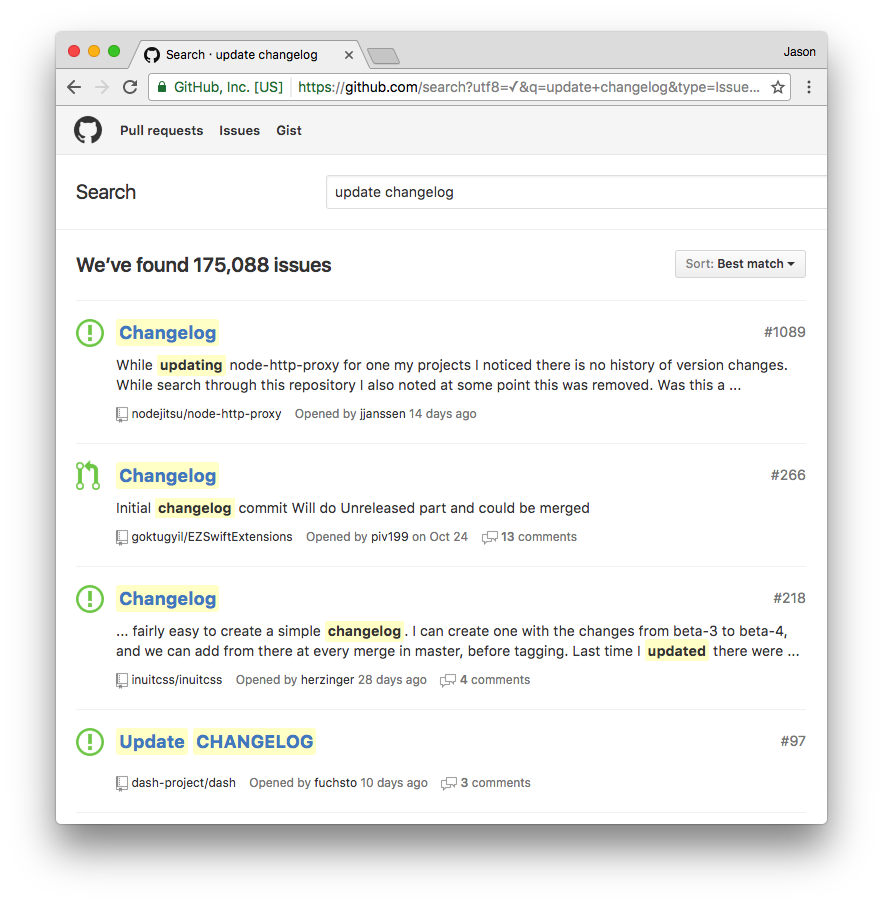 Search · update changelog
Jason
GitHub, Inc. [US] https://github.com/search?utf8=✓&q=update+changelog&type=Issue...
Pull requests Issues Gist
Search
update changelog
We've found 175,088 issues
Sort: Best match
Changelog #1089
While updating node-http-proxy for one my projects I noticed there is no history of version changes.
While search through this repository I also noted at some point this was removed. Was this a ...
nodejitsu/node-http-proxy Opened by jjanssen 14 days ago
Changelog #266
Initial changelog commit Will do Unreleased part and could be merged
goktugyil/EZSwiftExtensions Opened by piv199 on Oct 24 13 comments
Changelog #218
... fairly easy to create a simple changelog . I can create one with the changes from beta-3 to beta-4,
and we can add from there at every merge in master, before tagging. Last time I updated there were ...
inuitcss/inuitcss Opened by herzinger 28 days ago 4 comments
Update CHANGELOG #97
dash-project/dash Opened by fuchsto 10 days ago 3 comments